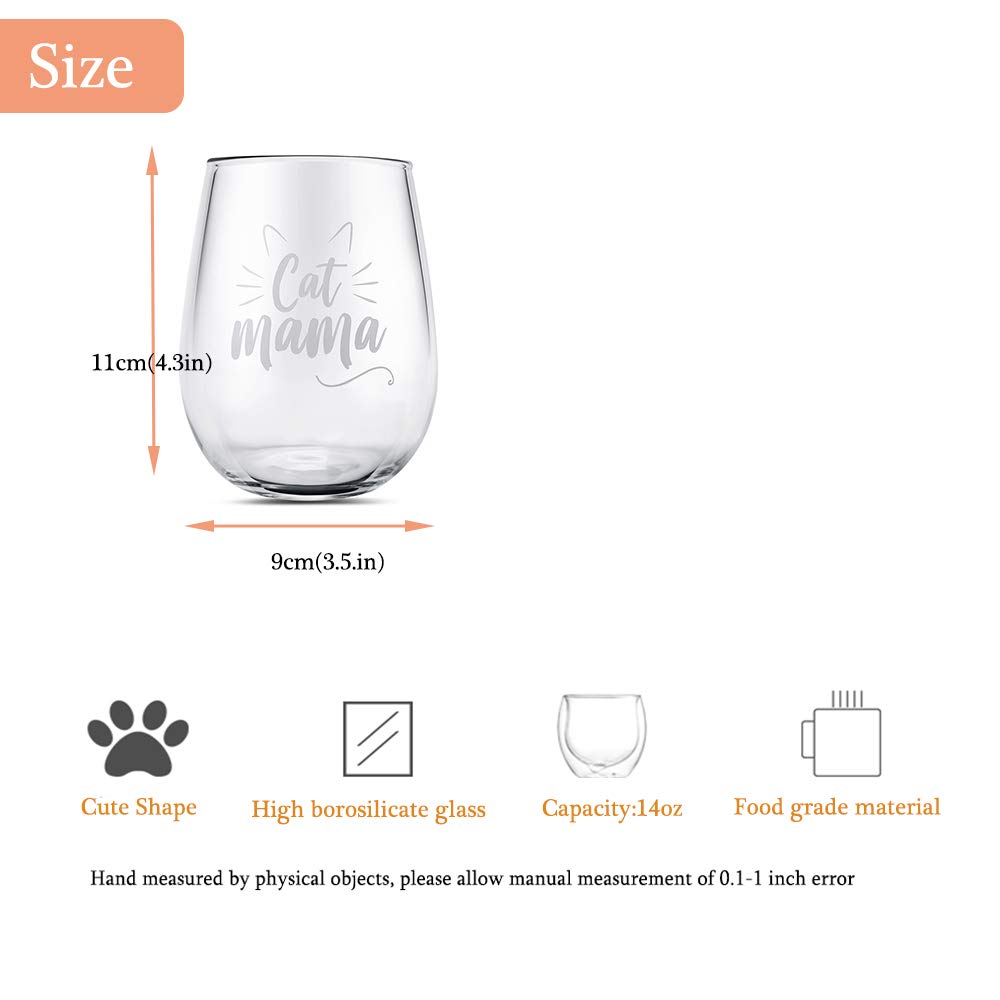 Size
Cat
mama
11cm(4.3in)
9cm(3.5.in)
Cute Shape
High borosilicate glass
Capacity:14oz
Food grade material
Hand measured by physical objects, please allow manual measurement of 0.1-1 inch error